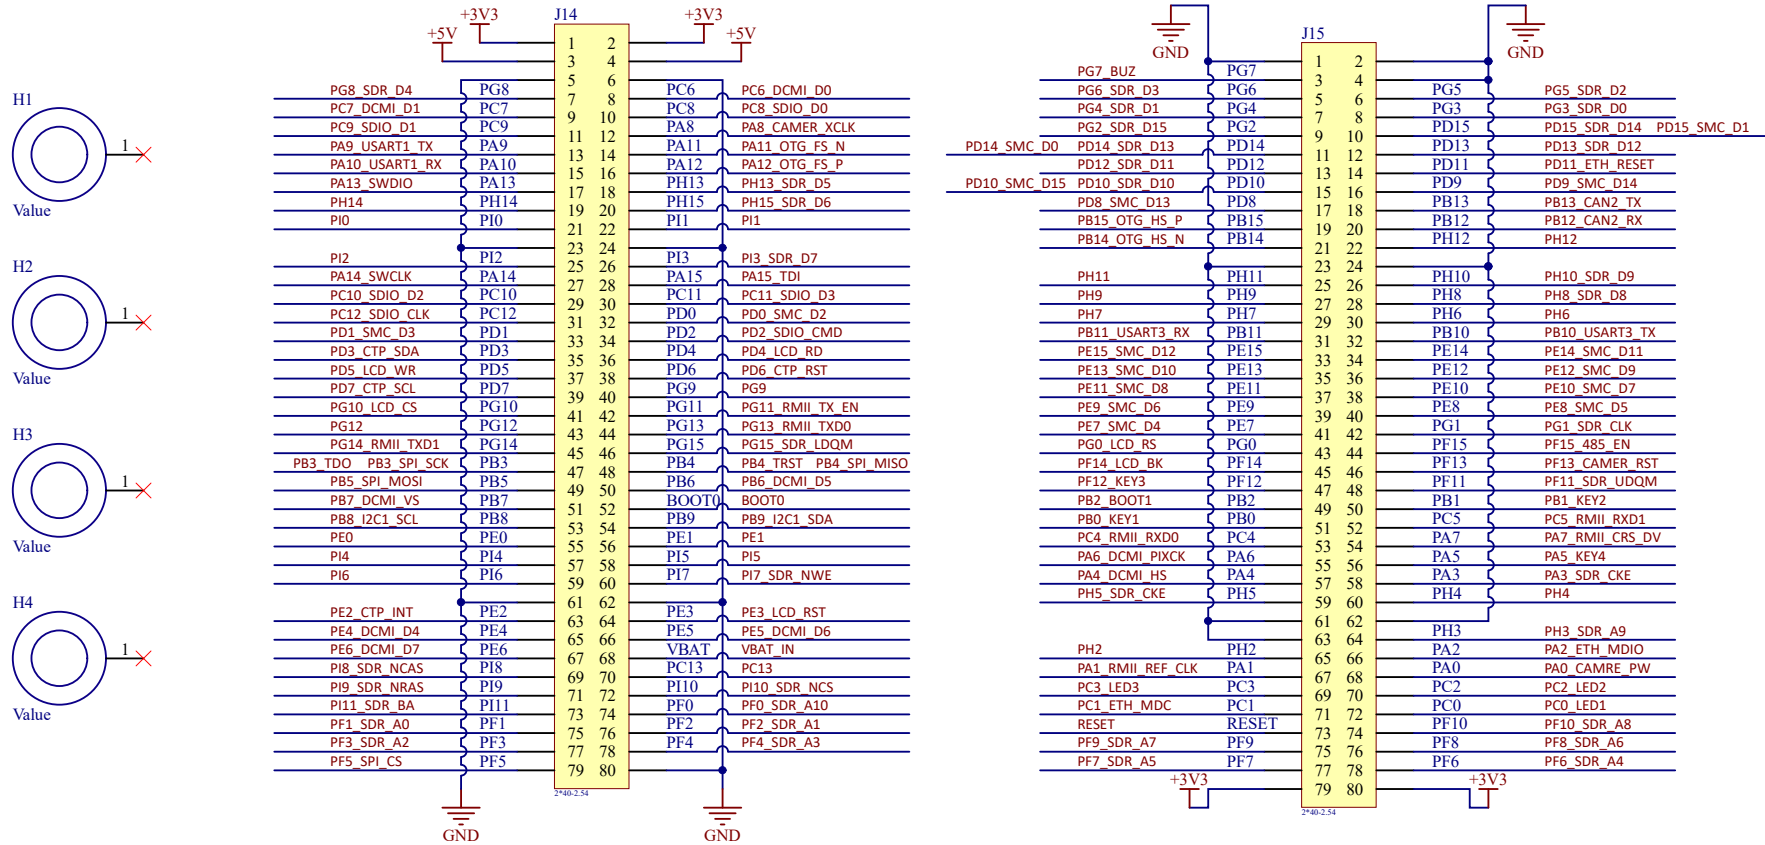 H1
1
Value
H2
1
Value
H3
1
Value
H4
1
Value
J14
+3V3 +3V3
+5V 1 2 +5V
3 4
5 6
PG8_SDR_D4 PG8 7 8 PC6 PC6_DCMI_D0
PC7_DCMI_D1 PC7 9 10 PC8 PC8_SDIO_D0
PC9_SDIO_D1 PC9 11 12 PA8 PA8_CAMER_XCLK
PA9_USART1_TX PA9 13 14 PA11 PA11_OTG_FS_N
PA10_USART1_RX PA10 15 16 PA12 PA12_OTG_FS_P
PA13_SWDIO PA13 17 18 PH13 PH13_SDR_D5
PH14 PH14 19 20 PH15 PH15_SDR_D6
PI0 PI0 21 22 PI1 PI1
23 24
PI2 PI2 25 26 PI3 PI3_SDR_D7
PA14_SWCLK PA14 27 28 PA15 PA15_TDI
PC10_SDIO_D2 PC10 29 30 PC11 PC11_SDIO_D3
PC12_SDIO_CLK PC12 31 32 PD0 PD0_SMC_D2
PD1_SMC_D3 PD1 33 34 PD2 PD2_SDIO_CMD
PD3_CTP_SDA PD3 35 36 PD4 PD4_LCD_RD
PD5_LCD_WR PD5 37 38 PD6 PD6_CTP_RST
PD7_CTP_SCL PD7 39 40 PG9 PG9
PG10_LCD_CS PG10 41 42 PG11 PG11_RMII_TX_EN
PG12 PG12 43 44 PG13 PG13_RMII_TXD0
PG14_RMII_TXD1 PG14 45 46 PG15 PG15_SDR_LDQM
PB3_TDO PB3_SPI_SCK PB3 47 48 PB4 PB4_TRST PB4_SPI_MISO
PB5_SPI_MOSI PB5 49 50 PB6 PB6_DCMI_D5
PB7_DCMI_VS PB7 51 52 BOOT0 BOOT0
PB8_I2C1_SCL PB8 53 54 PB9 PB9_I2C1_SDA
PE0 PE0 55 56 PE1 PE1
PI4 PI4 57 58 PI5 PI5
PI6 PI6 59 60 PI7 PI7_SDR_NWE
61 62
PE2_CTP_INT PE2 63 64 PE3 PE3_LCD_RST
PE4_DCMI_D4 PE4 65 66 PE5 PE5_DCMI_D6
PE6_DCMI_D7 PE6 67 68 VBAT VBAT_IN
PI8_SDR_NCAS PI8 69 70 PC13 PC13
PI9_SDR_NRAS PI9 71 72 PI10 PI10_SDR_NCS
PI11_SDR_BA PI11 73 74 PF0 PF0_SDR_A10
PF1_SDR_A0 PF1 75 76 PF2 PF2_SDR_A1
PF3_SDR_A2 PF3 77 78 PF4 PF4_SDR_A3
PF5_SPI_CS PF5 79 80
2*40-2.54
GND GND
GND GND
J15
1 2
PG7_BUZ PG7 3 4
PG6_SDR_D3 PG6 5 6 PG5 PG5_SDR_D2
PG4_SDR_D1 PG4 7 8 PG3 PG3_SDR_D0
PG2_SDR_D15 PG2 9 10 PD15 PD15_SDR_D14 PD15_SMC_D1
PD14_SMC_D0 PD14_SDR_D13 PD14 11 12 PD13 PD13_SDR_D12
PD12_SDR_D11 PD12 13 14 PD11 PD11_ETH_RESET
PD10_SMC_D15 PD10_SDR_D10 PD10 15 16 PD9 PD9_SMC_D14
PD8_SMC_D13 PD8 17 18 PB13 PB13_CAN2_TX
PB15_OTG_HS_P PB15 19 20 PB12 PB12_CAN2_RX
PB14_OTG_HS_N PB14 21 22 PH12 PH12
23 24
PH11 PH11 25 26 PH10 PH10_SDR_D9
PH9 PH9 27 28 PH8 PH8_SDR_D8
PH7 PH7 29 30 PH6 PH6
PB11_USART3_RX PB11 31 32 PB10 PB10_USART3_TX
PE15_SMC_D12 PE15 33 34 PE14 PE14_SMC_D11
PE13_SMC_D10 PE13 35 36 PE12 PE12_SMC_D9
PE11_SMC_D8 PE11 37 38 PE10 PE10_SMC_D7
PE9_SMC_D6 PE9 39 40 PE8 PE8_SMC_D5
PE7_SMC_D4 PE7 41 42 PG1 PG1_SDR_CLK
PG0_LCD_RS PG0 43 44 PF15 PF15_485_EN
PF14_LCD_BK PF14 45 46 PF13 PF13_CAMER_RST
PF12_KEY3 PF12 47 48 PF11 PF11_SDR_UDQM
PB2_BOOT1 PB2 49 50 PB1 PB1_KEY2
PB0_KEY1 PB0 51 52 PC5 PC5_RMII_RXD1
PC4_RMII_RXD0 PC4 53 54 PA7 PA7_RMII_CRS_DV
PA6_DCMI_PIXCK PA6 55 56 PA5 PA5_KEY4
PA4_DCMI_HS PA4 57 58 PA3 PA3_SDR_CKE
PH5_SDR_CKE PH5 59 60 PH4 PH4
61 62
63 64 PH3 PH3_SDR_A9
PH2 PH2 65 66 PA2 PA2_ETH_MDIO
PA1_RMII_REF_CLK PA1 67 68 PA0 PA0_CAMRE_PW
PC3_LED3 PC3 69 70 PC2 PC2_LED2
PC1_ETH_MDC PC1 71 72 PC0 PC0_LED1
RESET RESET 73 74 PF10 PF10_SDR_A8
PF9_SDR_A7 PF9 75 76 PF8 PF8_SDR_A6
PF7_SDR_A5 PF7 77 78 PF6 PF6_SDR_A4
+3V3 79 80 +3V3
2*40-2.54